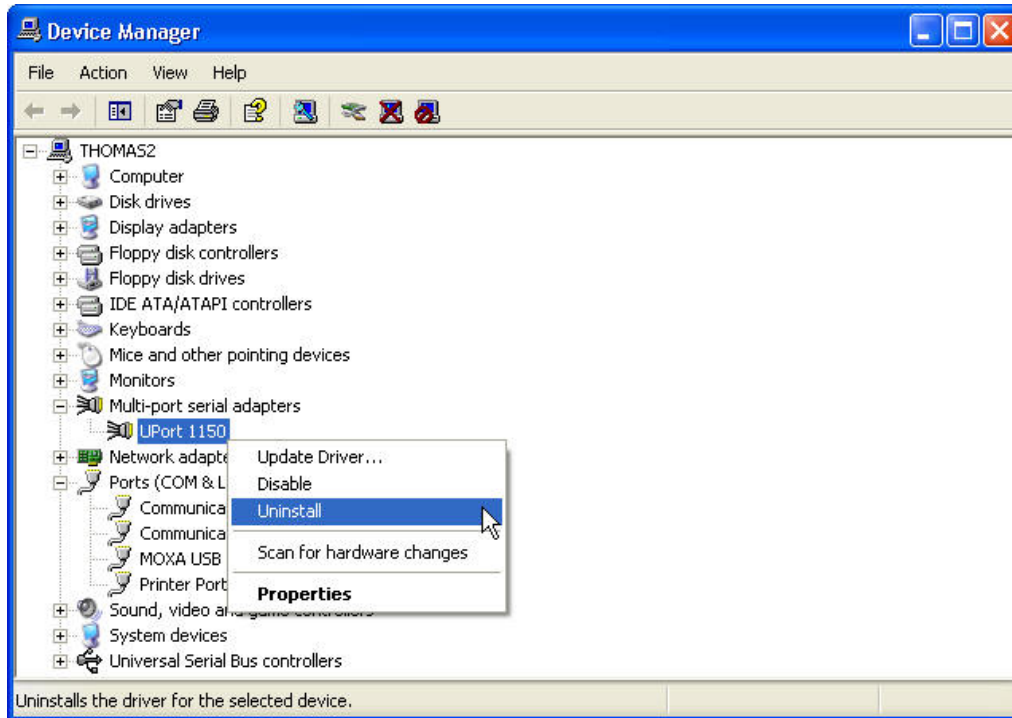 Device Manager
File Action View Help
THOMAS2
Computer
Disk drives
Display adapters
Floppy disk controllers
Floppy disk drives
IDE ATA/ATAPI controllers
Keyboards
Mice and other pointing devices
Monitors
Multi-port serial adapters
UPort 1150
Network adapte
Ports (COM & L
Communica
Communica
MOXA USB
Printer Port
Sound, video and game controllers
System devices
Universal Serial Bus controllers
Update Driver...
Disable
Uninstall
Scan for hardware changes
Properties
Uninstalls the driver for the selected device.